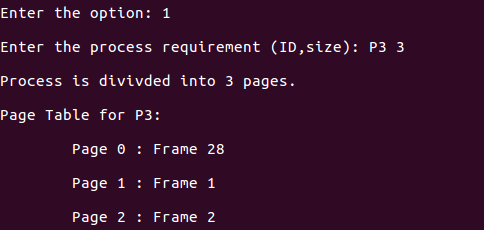 Enter the option: 1
Enter the process requirement (ID,size): P3 3
Process is divivded into 3 pages.
Page Table for P3:
Page 0 : Frame 28
Page 1 : Frame 1
Page 2 : Frame 2